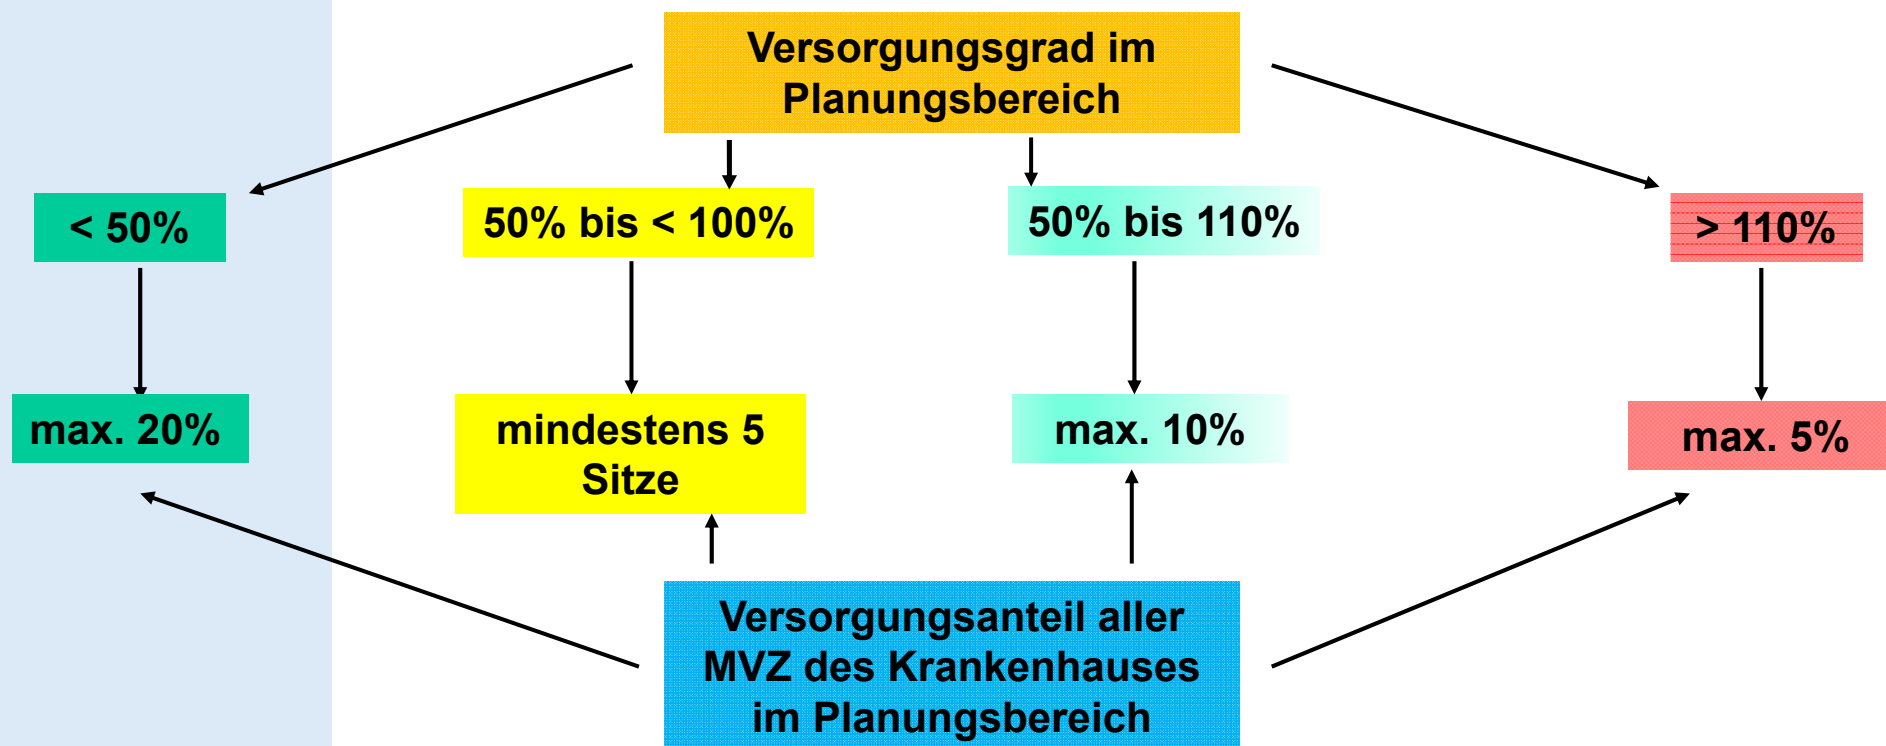 Versorgungsgrad im
Planungsbereich
< 50%
50% bis < 100%
50% bis 110%
> 110%
max. 20%
mindestens 5
Sitze
max. 10%
max. 5%
Versorgungsanteil aller
MVZ des Krankenhauses
im Planungsbereich